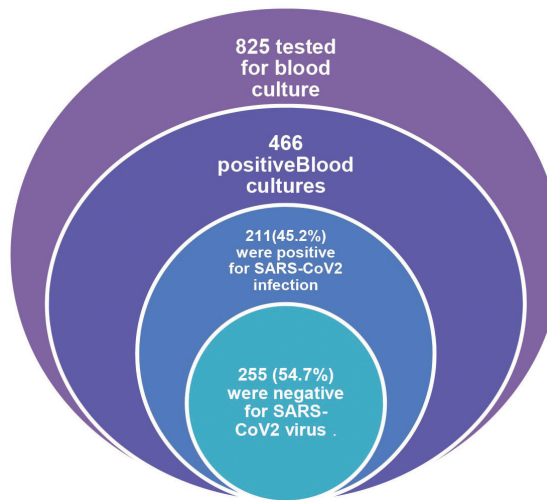 825 tested
for blood
culture
466
positiveBlood
cultures
211(45.2%)
were positive
for SARS-CoV2
infection
255 (54.7%)
were negative
for SARS-
CoV2 virus .